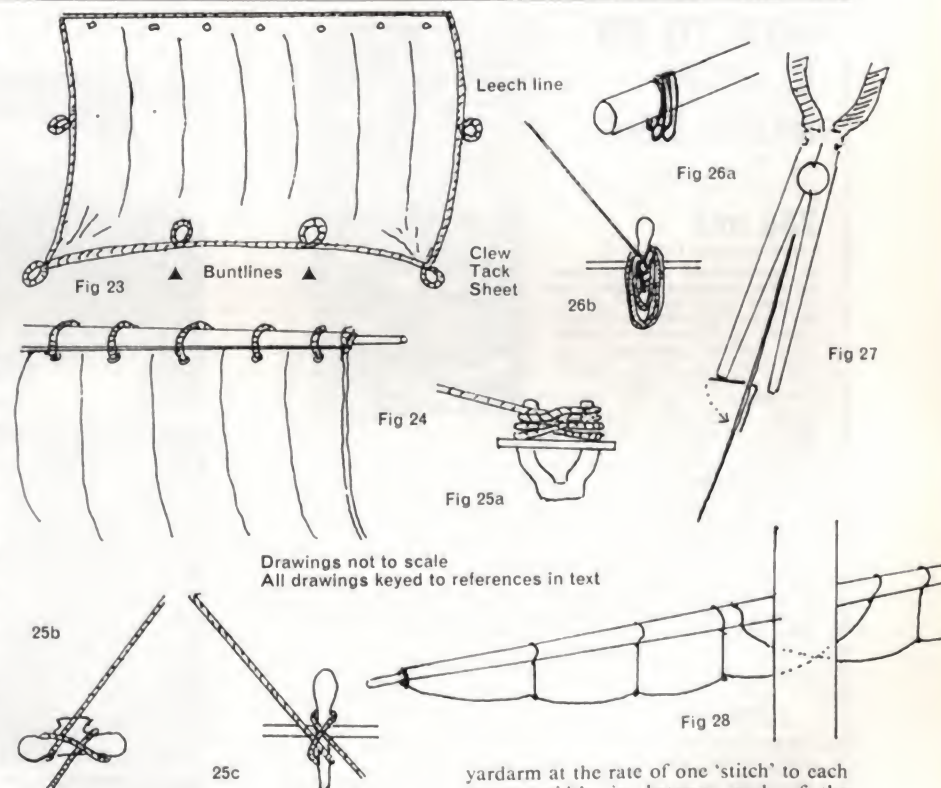 Leech line
Fig 26a
Clew
Tack
Sheet
Fig 23
▲ Buntlines ▲
26b
Fig 27
Fig 24
Fig 25a
Drawings not to scale
All drawings keyed to references in text
25b
25c
Fig 28
yardarm at the rate of one ‘stitch’ to each